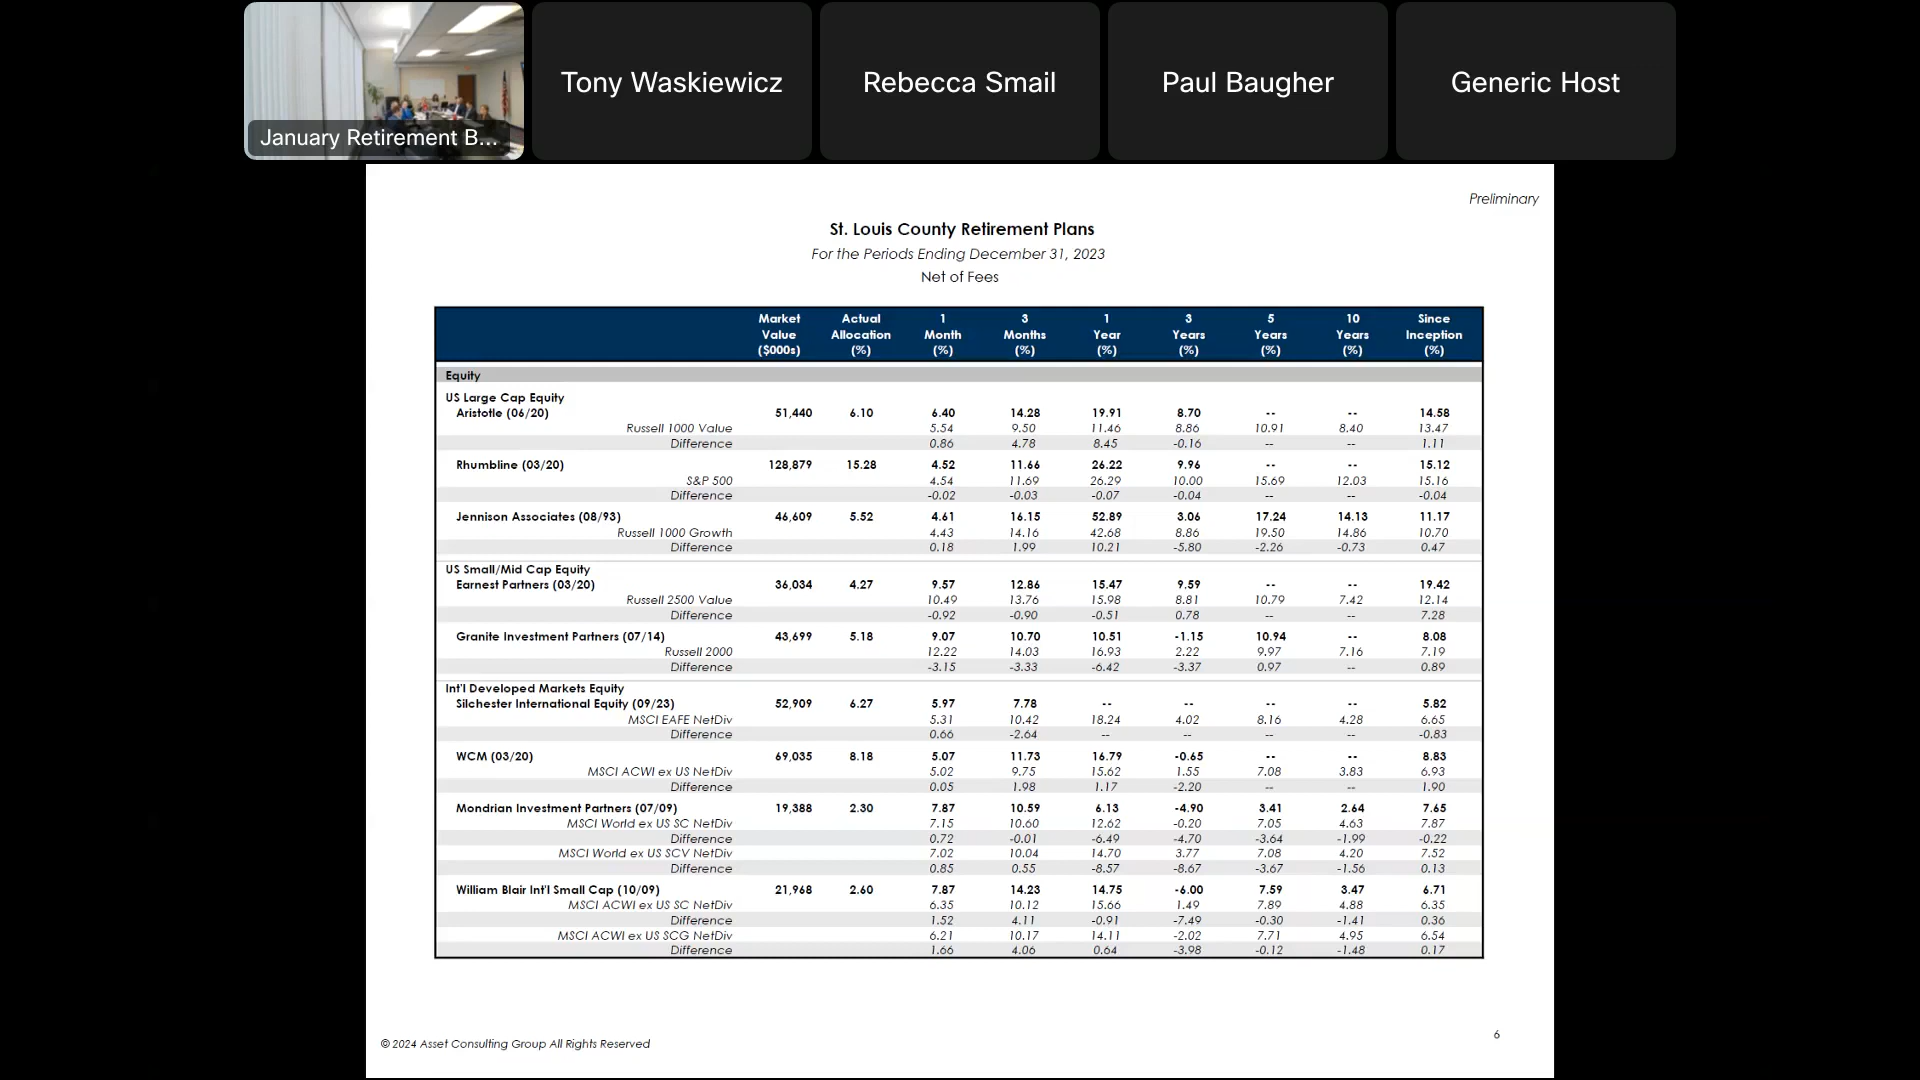 January Retirement B...
Tony Waskiewicz
Rebecca Smail
Paul Baugher
Generic Host
Preliminary
St. Louis County Retirement Plans
For the Periods Ending December 31, 2023
Net of Fees
Market Value ($000s) Actual Allocation (%) 1 Month (%) 3 Months (%) 1 Year (%) 3 Years (%) 5 Years (%) 10 Years (%) Since Inception (%)
Equity
US Large Cap Equity
Aristotle (06/20) 51,440 6.10 6.40 14.28 19.91 8.70 -- -- 14.58
Russell 1000 Value 5.54 9.50 11.46 8.86 10.91 8.40 13.47
Difference 0.86 4.78 8.45 -0.16 -- -- 1.11
Rhumbline (03/20) 128,879 15.28 4.52 11.66 26.22 9.96 -- -- 15.12
S&P 500 4.54 11.69 26.29 10.00 15.69 12.03 15.16
Difference -0.02 -0.03 -0.07 -0.04 -- -- -0.04
Jennison Associates (08/93) 46,609 5.52 4.61 16.15 52.89 3.06 17.24 14.13 11.17
Russell 1000 Growth 4.43 14.16 42.68 8.86 19.50 14.86 10.70
Difference 0.18 1.99 10.21 -5.80 -2.26 -0.73 0.47
US Small/Mid Cap Equity
Earnest Partners (03/20) 36,034 4.27 9.57 12.86 15.47 9.59 -- -- 19.42
Russell 2500 Value 10.49 13.76 15.98 8.81 10.79 7.42 12.14
Difference -0.92 -0.90 -0.51 0.78 -- -- 7.28
Granite Investment Partners (07/14) 43,699 5.18 9.07 10.70 10.51 -1.15 10.94 -- 8.08
Russell 2000 12.22 14.03 16.93 2.22 9.97 7.16 7.19
Difference -3.15 -3.33 -6.42 -3.37 0.97 -- 0.89
Int'l Developed Markets Equity
Silchester International Equity (09/23) 52,909 6.27 5.97 7.78 -- -- -- -- 5.82
MSCI EAFE NetDiv 5.31 10.42 18.24 4.02 8.16 4.28 6.65
Difference 0.66 -2.64 -- -- -- -- -0.83
WCM (03/20) 69,035 8.18 5.07 11.73 16.79 -0.65 -- -- 8.83
MSCI ACWI ex US NetDiv 5.02 9.75 15.62 1.55 7.08 3.83 6.93
Difference 0.05 1.98 1.17 -2.20 -- -- 1.90
Mondrian Investment Partners (07/09) 19,388 2.30 7.87 10.59 6.13 -4.90 3.41 2.64 7.65
MSCI World ex US SC NetDiv 7.15 10.60 12.62 -0.20 7.05 4.63 7.87
Difference 0.72 -0.01 -6.49 -4.70 -3.64 -1.99 -0.22
MSCI World ex US SCV NetDiv 7.02 10.04 14.70 3.77 7.08 4.20 7.52
Difference 0.85 0.55 -8.57 -8.67 -3.67 -1.56 0.13
William Blair Int'l Small Cap (10/09) 21,968 2.60 7.87 14.23 14.75 -6.00 7.59 3.47 6.71
MSCI ACWI ex US SC NetDiv 6.35 10.12 15.66 1.49 7.89 4.88 6.35
Difference 1.52 4.11 -0.91 -7.49 -0.30 -1.41 0.36
MSCI ACWI ex US SCG NetDiv 6.21 10.17 14.11 -2.02 7.71 4.95 6.54
Difference 1.66 4.06 0.64 -3.98 -0.12 -1.48 0.17
© 2024 Asset Consulting Group All Rights Reserved
6